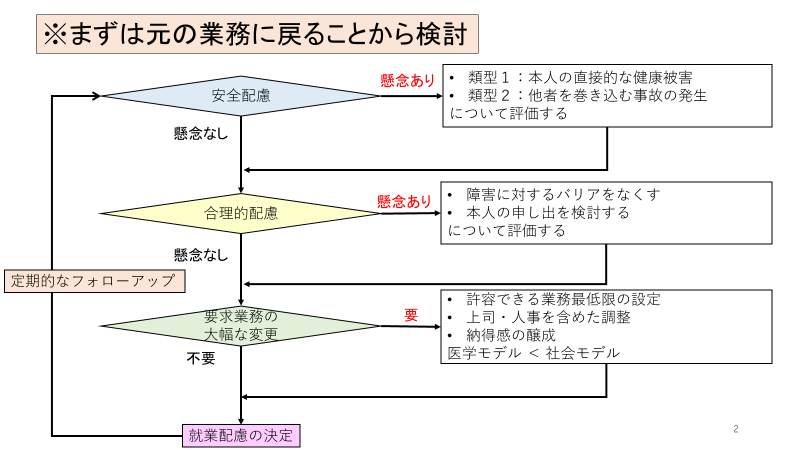 ※まずは元の業務に戻ることから検討
安全配慮
懸念あり
• 類型1：本人の直接的な健康被害
• 類型2：他者を巻き込む事故の発生
について評価する
懸念なし
合理的配慮
懸念あり
• 障害に対するバリアをなくす
• 本人の申し出を検討する
について評価する
懸念なし
定期的なフォローアップ
要求業務の
大幅な変更
要
• 許容できる業務最低限の設定
• 上司・人事を含めた調整
• 納得感の醸成
医学モデル ＜ 社会モデル
不要
就業配慮の決定
2